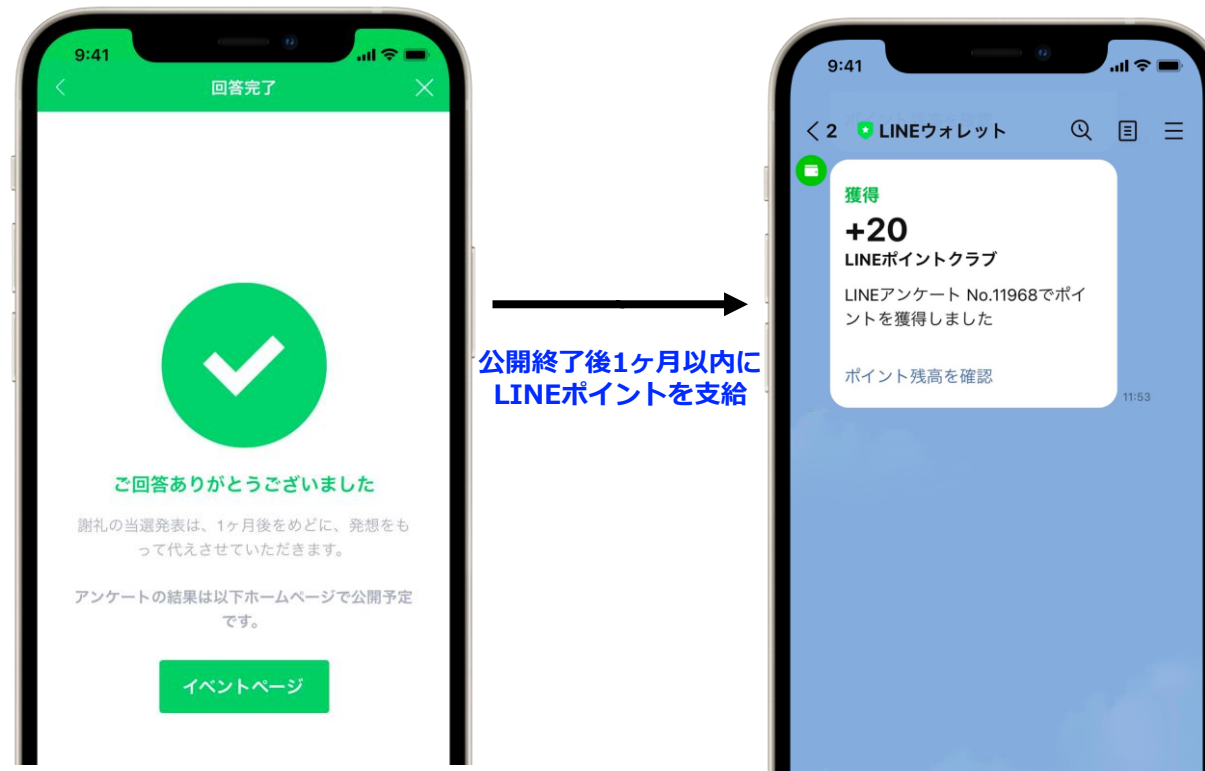 9:41
回答完了
ご回答ありがとうございました
謝礼の当選発表は、1ヶ月後をめどに、発想をも
って代えさせていただきます。
アンケートの結果は以下ホームページで公開予定
です。
イベントページ
公開終了後1ヶ月以内に
LINEポイントを支給
9:41
2 LINEウォレット
獲得
+20
LINEポイントクラブ
LINEアンケート No.11968でポイ
ントを獲得しました
ポイント残高を確認
11:53